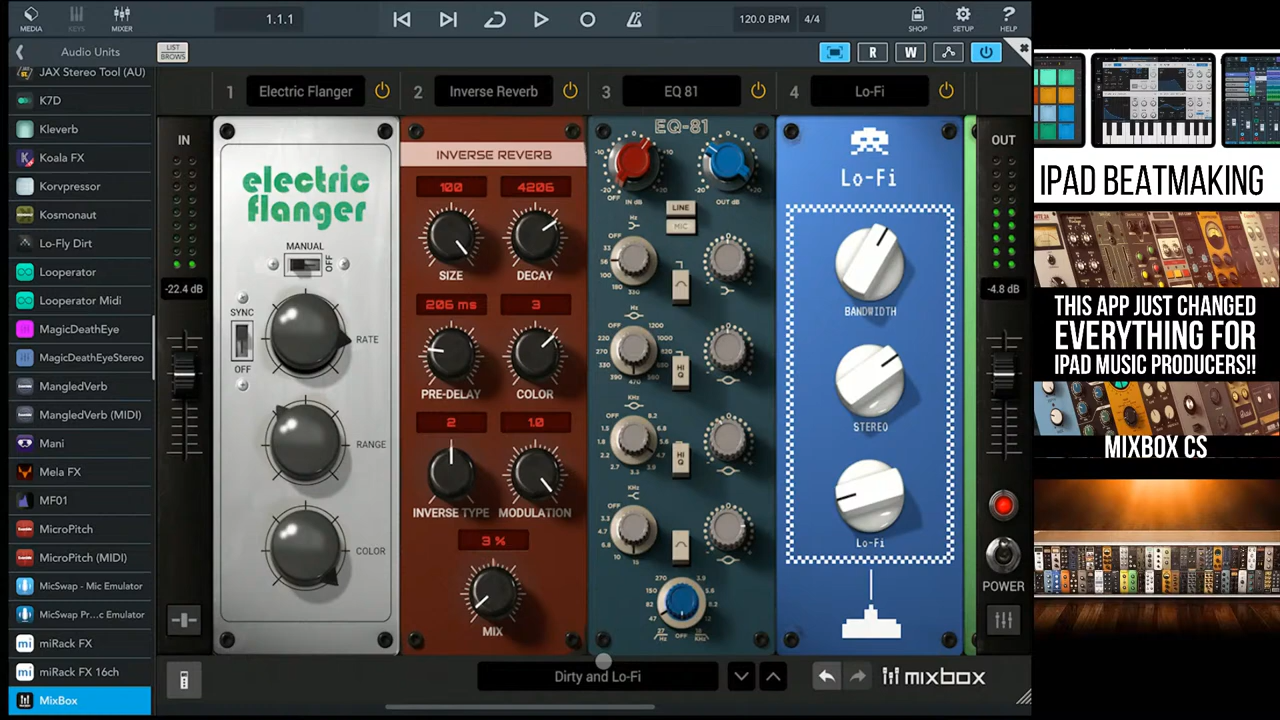 MEDIA
KEYS
MIXER
1.1.1
120.0 BPM
4/4
SHOP
SETUP
HELP
Audio Units
LIST
BROWS
R
W
JAX Stereo Tool (AU)
K7D
Kleverb
Koala FX
Korvpressor
Kosmonaut
Lo-Fly Dirt
Looperator
Looperator Midi
MagicDeathEye
MagicDeathEyeStereo
MangledVerb
MangledVerb (MIDI)
Mani
Mela FX
MF01
MicroPitch
MicroPitch (MIDI)
MicSwap - Mic Emulator
MicSwap Pr...c Emulator
miRack FX
miRack FX 16ch
MixBox
1 Electric Flanger
2 Inverse Reverb
3 EQ 81
4 Lo-Fi
IN
-22.4 dB
electric
flanger
MANUAL
OFF
SYNC
OFF
RATE
RANGE
COLOR
INVERSE REVERB
100
4206
SIZE
DECAY
206 ms
3
PRE-DELAY
COLOR
2
1.0
INVERSE TYPE
MODULATION
3 %
MIX
EQ-81
IN dB
OUT dB
LINE
MIC
HI Q
HI Q
Lo-Fi
BANDWIDTH
STEREO
Lo-Fi
OUT
-4.8 dB
POWER
Dirty and Lo-Fi
mixbox
IPAD BEATMAKING
THIS APP JUST CHANGED
EVERYTHING FOR
IPAD MUSIC PRODUCERS!!
MIXBOX CS